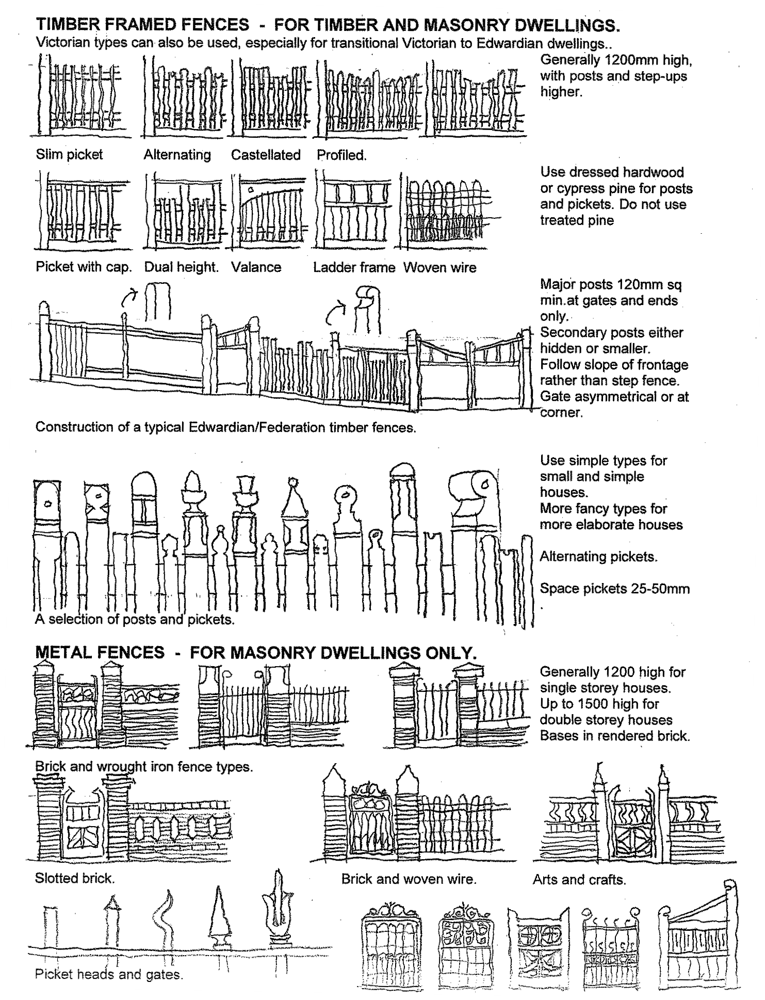 TIMBER FRAMED FENCES - FOR TIMBER AND MASONRY DWELLINGS.
Victorian types can also be used, especially for transitional Victorian to Edwardian dwellings..
Generally 1200mm high,
with posts and step-ups
higher.
Slim picket Alternating Castellated Profiled.
Use dressed hardwood
or cypress pine for posts
and pickets. Do not use
treated pine
Picket with cap. Dual height. Valance Ladder frame Woven wire
Major posts 120mm sq
min.at gates and ends
only.
Secondary posts either
hidden or smaller.
Follow slope of frontage
rather than step fence.
Gate asymmetrical or at
corner.
Construction of a typical Edwardian/Federation timber fences.
Use simple types for
small and simple
houses.
More fancy types for
more elaborate houses
Alternating pickets.
Space pickets 25-50mm
A selection of posts and pickets.
METAL FENCES - FOR MASONRY DWELLINGS ONLY.
Generally 1200 high for
single storey houses.
Up to 1500 high for
double storey houses
Bases in rendered brick.
Brick and wrought iron fence types.
Slotted brick. Brick and woven wire. Arts and crafts.
Picket heads and gates.